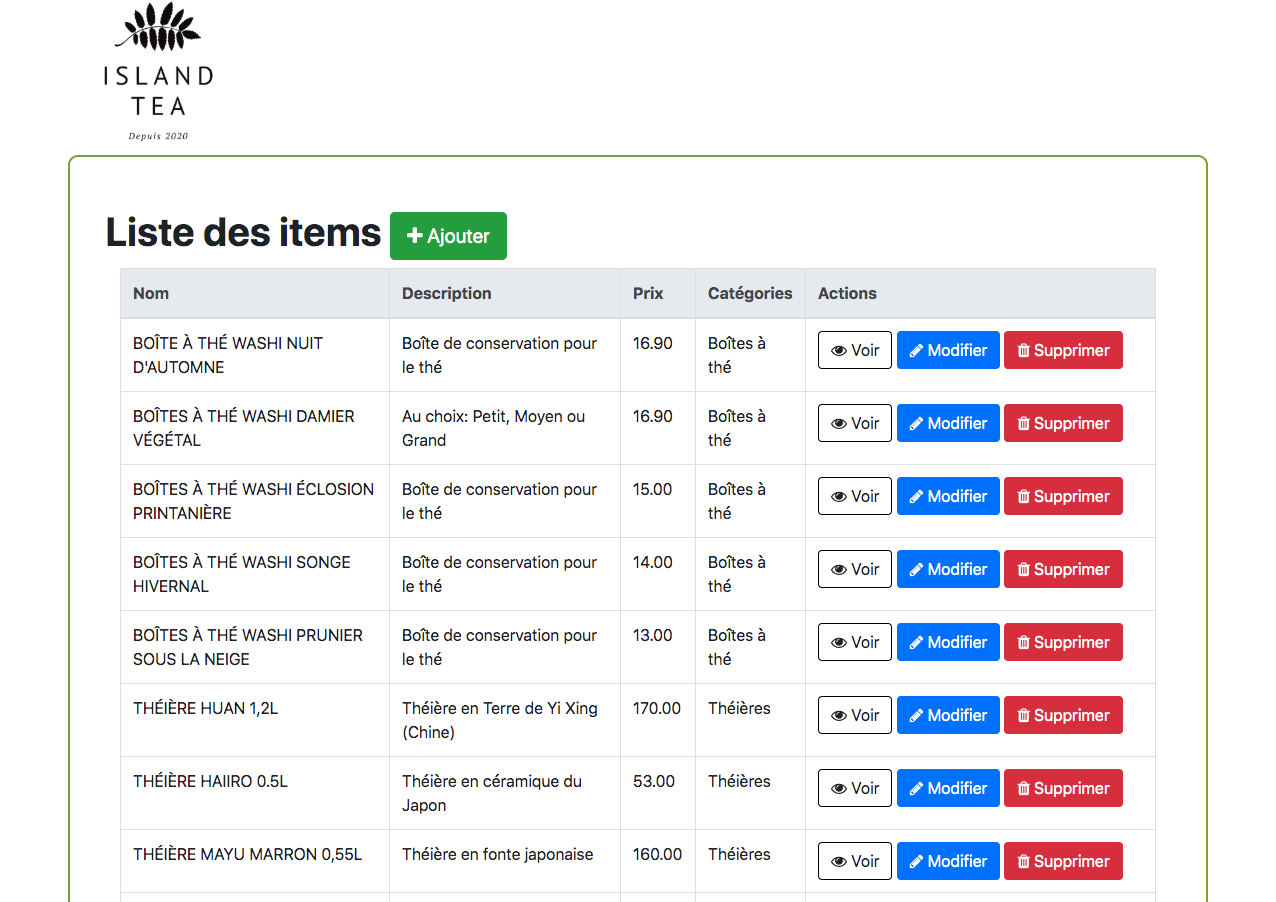 ISLAND
TEA
Depuis 2020
Liste des items Ajouter
Nom Description Prix Catégories Actions
BOÎTE À THÉ WASHI NUIT Boîte de conservation pour 16.90 Boîtes à Voir Modifier Supprimer
D'AUTOMNE le thé thé
BOÎTES À THÉ WASHI DAMIER Au choix: Petit, Moyen ou 16.90 Boîtes à Voir Modifier Supprimer
VÉGÉTAL Grand thé
BOÎTES À THÉ WASHI ÉCLOSION Boîte de conservation pour 15.00 Boîtes à Voir Modifier Supprimer
PRINTANIÈRE le thé thé
BOÎTES À THÉ WASHI SONGE Boîte de conservation pour 14.00 Boîtes à Voir Modifier Supprimer
HIVERNAL le thé thé
BOÎTES À THÉ WASHI PRUNIER Boîte de conservation pour 13.00 Boîtes à Voir Modifier Supprimer
SOUS LA NEIGE le thé thé
THÉIÈRE HUAN 1,2L Théière en Terre de Yi Xing 170.00 Théières Voir Modifier Supprimer
(Chine)
THÉIÈRE HAIIRO 0.5L Théière en céramique du 53.00 Théières Voir Modifier Supprimer
Japon
THÉIÈRE MAYU MARRON 0,55L Théière en fonte japonaise 160.00 Théières Voir Modifier Supprimer